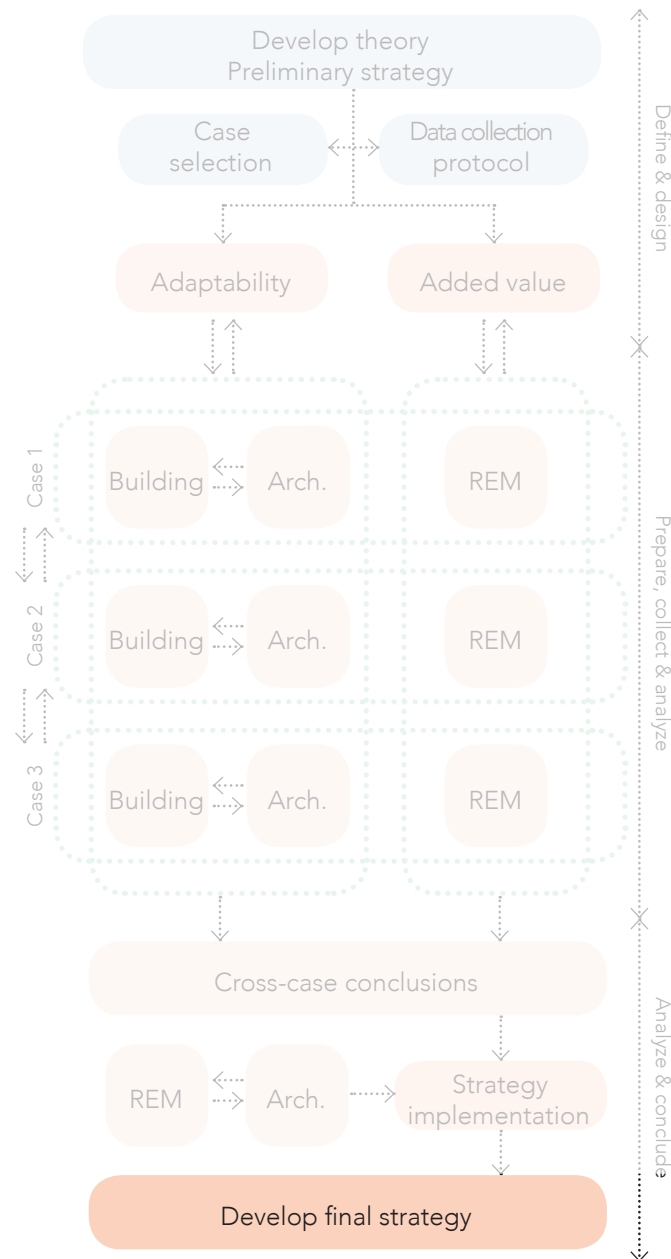 Develop theory
Preliminary strategy
Case
selection
Data collection
protocol
Define & design
Adaptability
Added value
Case 1
Building
Arch.
REM
Case 2
Building
Arch.
REM
Prepare, collect & analyze
Case 3
Building
Arch.
REM
Cross-case conclusions
REM
Arch.
Strategy
implementation
Analyze & conclude
Develop final strategy